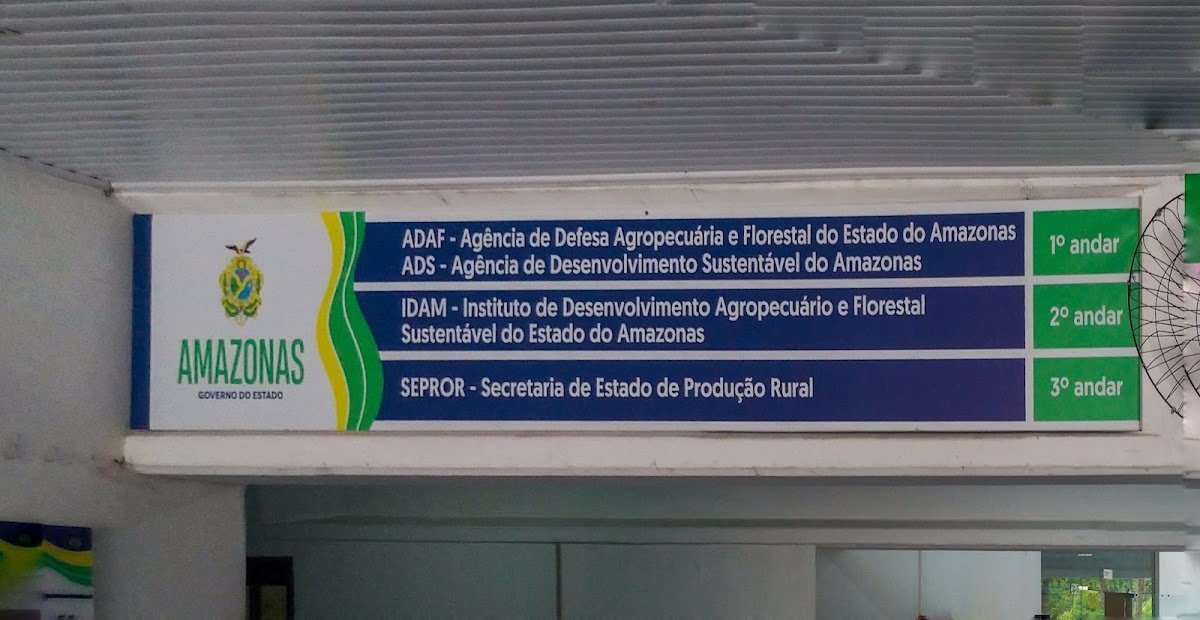 AMAZONAS
GOVERNO DO ESTADO
ADAF - Agência de Defesa Agropecuária e Florestal do Estado do Amazonas
ADS - Agência de Desenvolvimento Sustentável do Amazonas
1º andar
IDAM - Instituto de Desenvolvimento Agropecuário e Florestal
Sustentável do Estado do Amazonas
2º andar
SEPROR - Secretaria de Estado de Produção Rural
3º andar